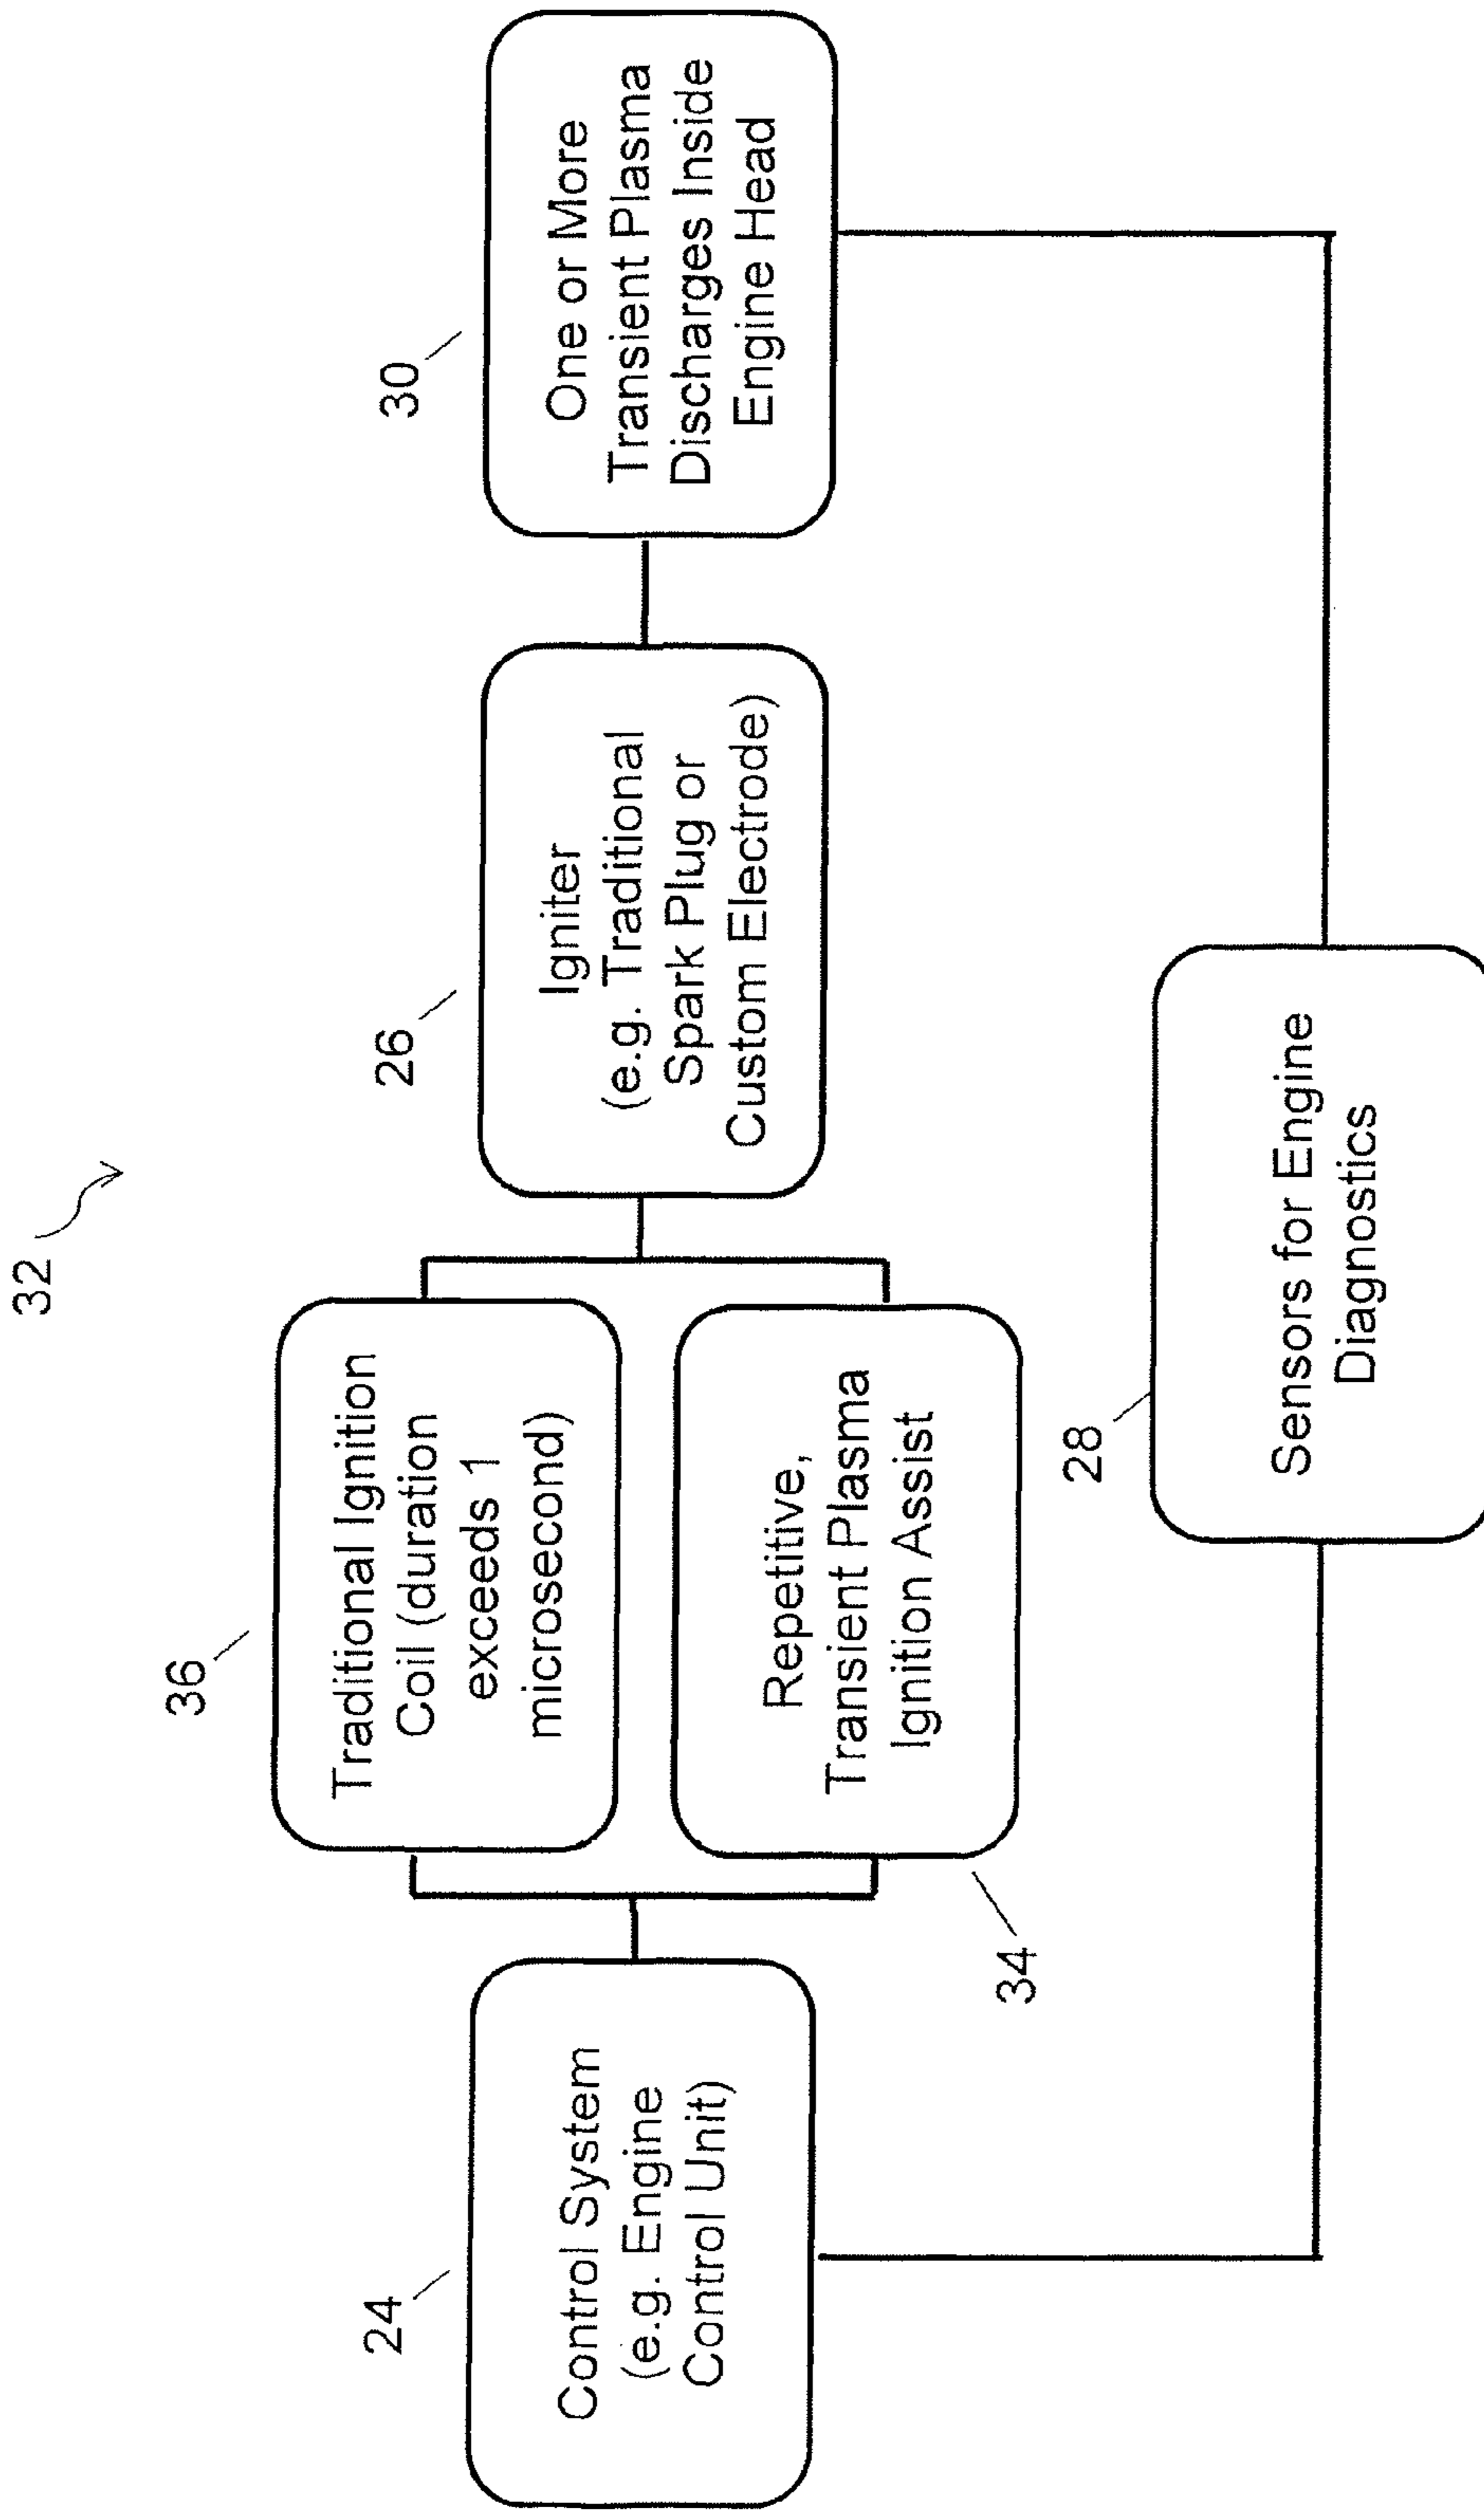 32
24
Control System
(e.g. Engine
Control Unit)
36
Traditional Ignition
Coil (duration
exceeds 1
microsecond)
34
Repetitive,
Transient Plasma
Ignition Assist
26
Igniter
(e.g. Traditional
Spark Plug or
Custom Electrode)
30
One or More
Transient Plasma
Discharges Inside
Engine Head
28
Sensors for Engine
Diagnostics